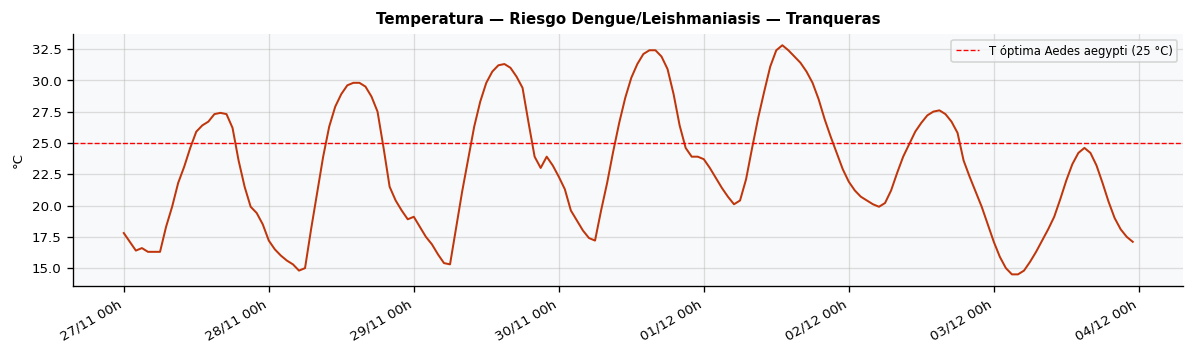 Temperatura — Riesgo Dengue/Leishmaniasis — Tranqueras
T óptima Aedes aegypti (25 °C)
°C
32.5
30.0
27.5
25.0
22.5
20.0
17.5
15.0
27/11 00h
28/11 00h
29/11 00h
30/11 00h
01/12 00h
02/12 00h
03/12 00h
04/12 00h